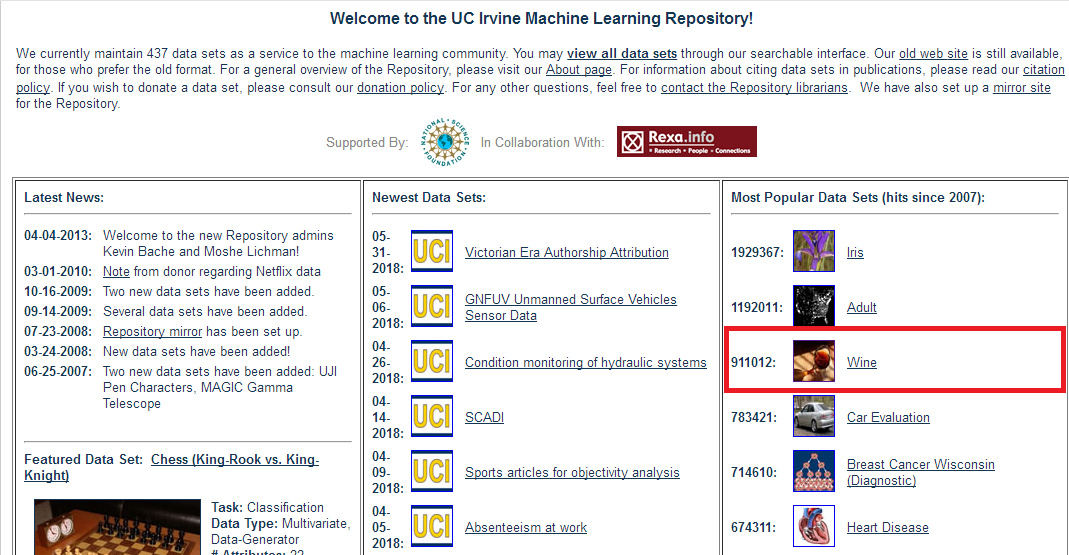 Welcome to the UC Irvine Machine Learning Repository!
We currently maintain 437 data sets as a service to the machine learning community. You may view all data sets through our searchable interface. Our old web site is still available,
for those who prefer the old format. For a general overview of the Repository, please visit our About page. For information about citing data sets in publications, please read our citation
policy. If you wish to donate a data set, please consult our donation policy. For any other questions, feel free to contact the Repository librarians. We have also set up a mirror site
for the Repository.
Supported By:
NATIONAL SCIENCE FOUNDATION
In Collaboration With:
Rexa.info
Research • People • Connections
Latest News:
04-04-2013: Welcome to the new Repository admins
Kevin Bache and Moshe Lichman!
03-01-2010: Note from donor regarding Netflix data
10-16-2009: Two new data sets have been added.
09-14-2009: Several data sets have been added.
07-23-2008: Repository mirror has been set up.
03-24-2008: New data sets have been added!
06-25-2007: Two new data sets have been added: UJI
Pen Characters, MAGIC Gamma
Telescope
Featured Data Set: Chess (King-Rook vs. King-
Knight)
Task: Classification
Data Type: Multivariate,
Data-Generator
# Attributes: 22
Newest Data Sets:
05-
31-
2018:
UCI
Victorian Era Authorship Attribution
05-
06-
2018:
UCI
GNFUV Unmanned Surface Vehicles
Sensor Data
04-
26-
2018:
UCI
Condition monitoring of hydraulic systems
04-
14-
2018:
UCI
SCADI
04-
09-
2018:
UCI
Sports articles for objectivity analysis
04-
05-
2018:
UCI
Absenteeism at work
Most Popular Data Sets (hits since 2007):
1929367: Iris
1192011: Adult
911012: Wine
783421: Car Evaluation
714610: Breast Cancer Wisconsin
(Diagnostic)
674311: Heart Disease